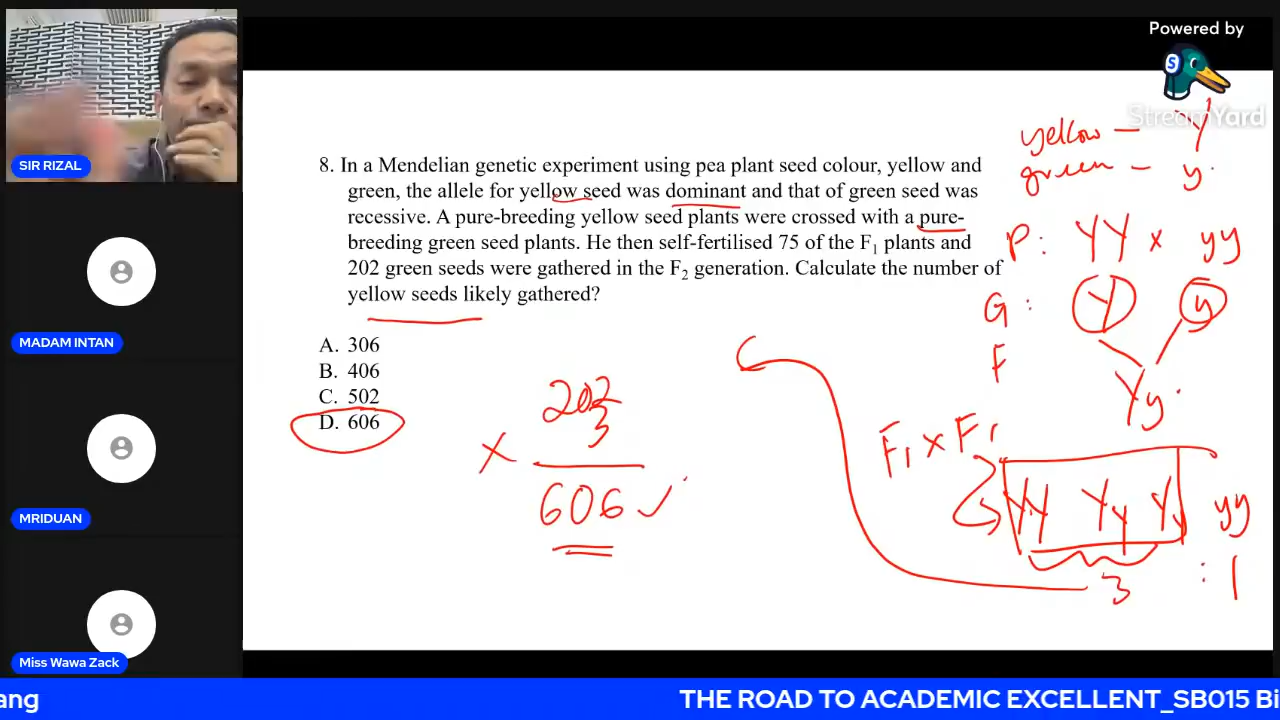 Powered by
StreamYard
SIR RIZAL
MADAM INTAN
MRIDUAN
Miss Wawa Zack
8. In a Mendelian genetic experiment using pea plant seed colour, yellow and
green, the allele for yellow seed was dominant and that of green seed was
recessive. A pure-breeding yellow seed plants were crossed with a pure-
breeding green seed plants. He then self-fertilised 75 of the F₁ plants and
202 green seeds were gathered in the F₂ generation. Calculate the number of
yellow seeds likely gathered?
A. 306
B. 406
C. 502
D. 606
202
× 3
606 ✓
yellow — Y
green — y
P: YY × yy
G: Y y
F Yy
F₁ × F₁
YY Yy Yy yy
3 : 1
ang
THE ROAD TO ACADEMIC EXCELLENT_SB015 Bi